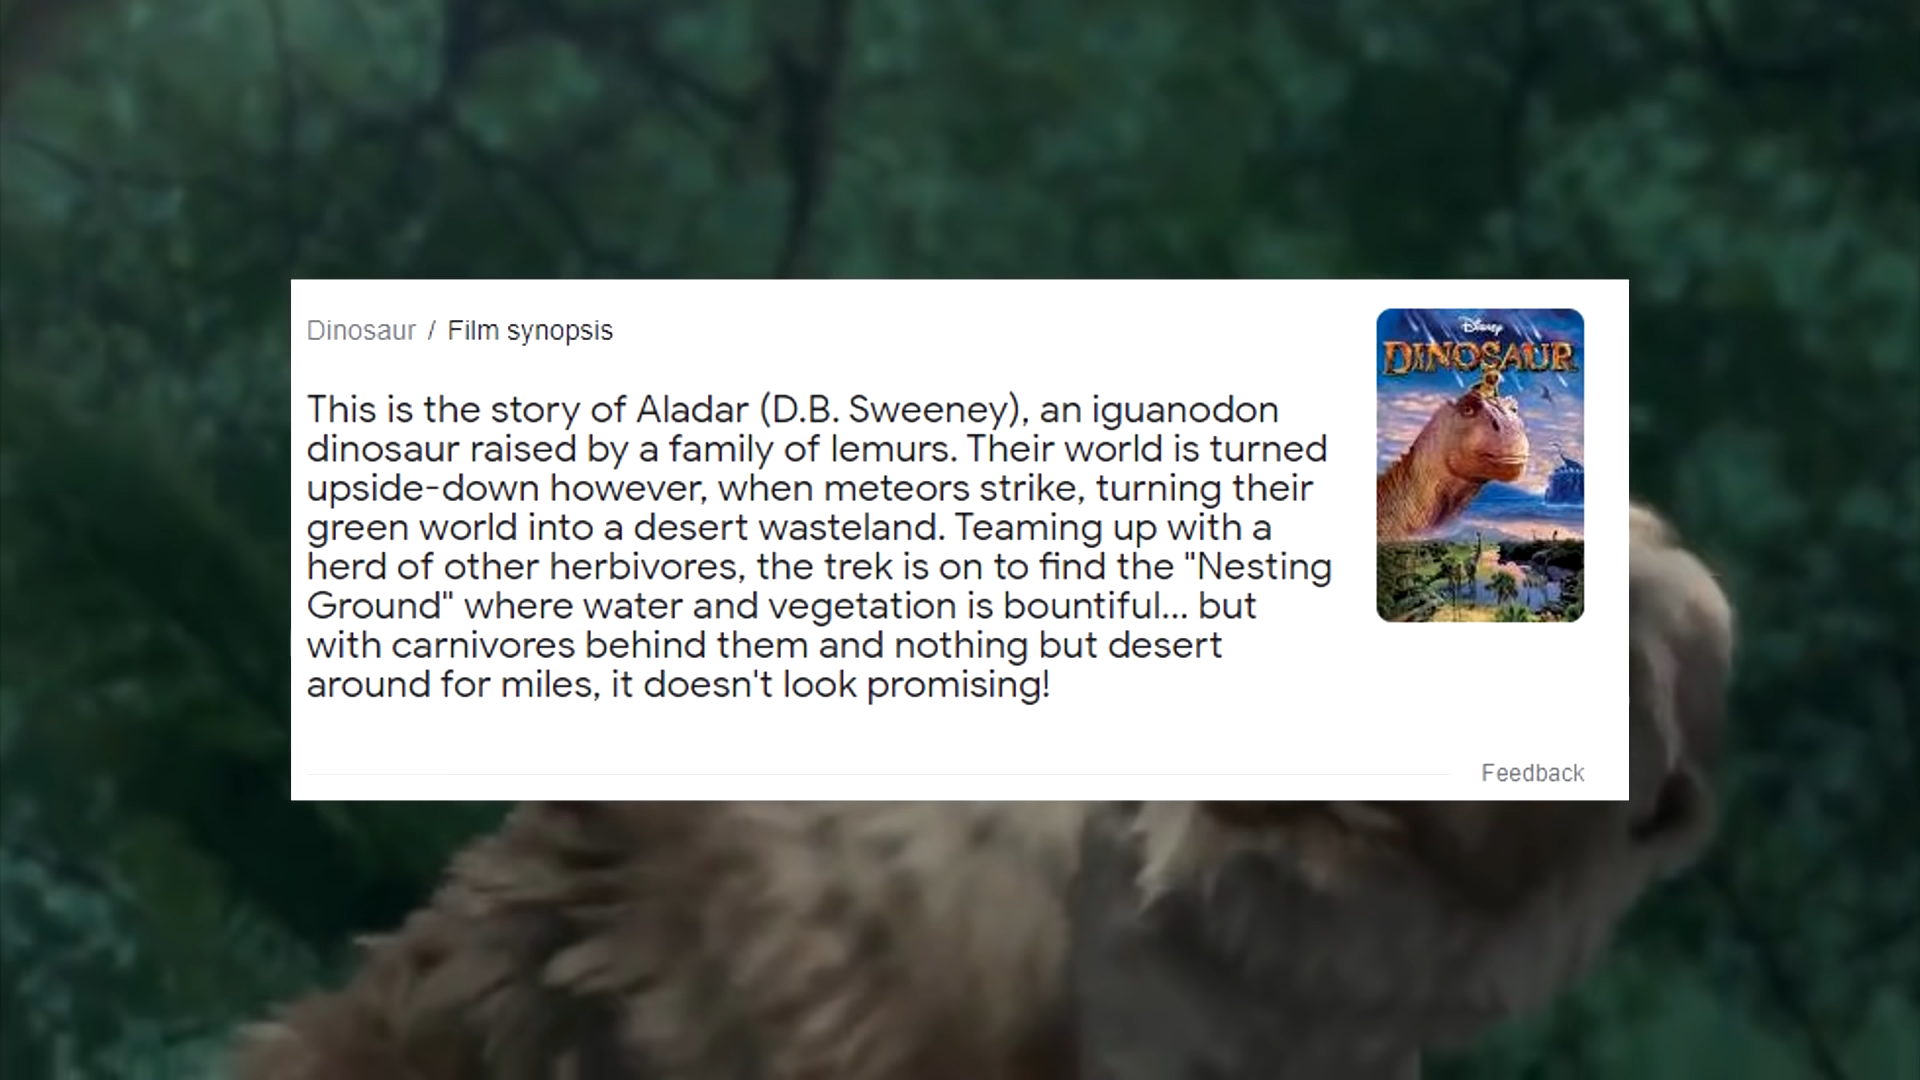 Dinosaur / Film synopsis
This is the story of Aladar (D.B. Sweeney), an iguanodon
dinosaur raised by a family of lemurs. Their world is turned
upside-down however, when meteors strike, turning their
green world into a desert wasteland. Teaming up with a
herd of other herbivores, the trek is on to find the "Nesting
Ground" where water and vegetation is bountiful... but
with carnivores behind them and nothing but desert
around for miles, it doesn't look promising!
Disney
DINOSAUR
Feedback